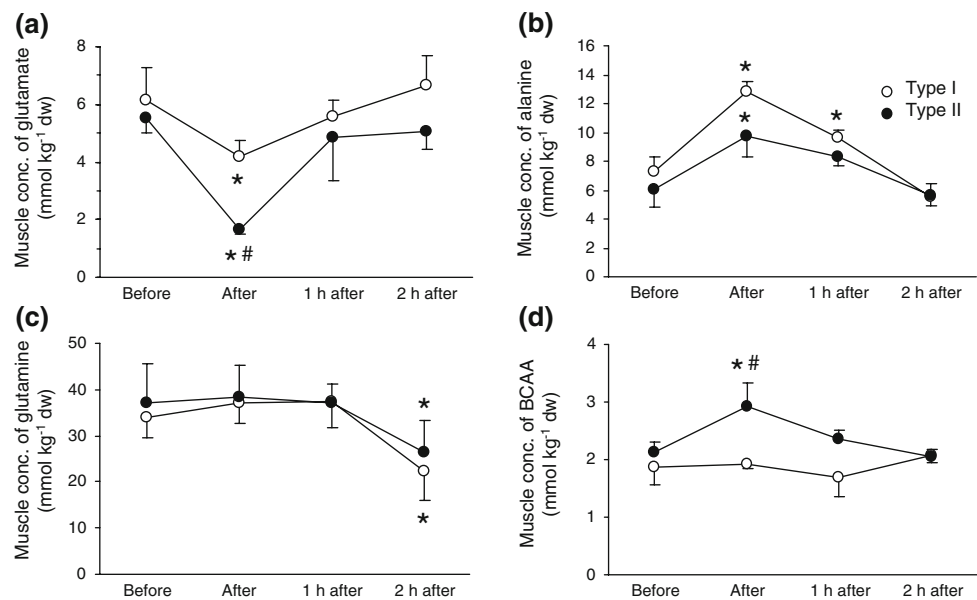 (a)
Muscle conc. of glutamate
(mmol kg⁻¹ dw)
8
6
4
2
0
*
* #
Before After 1 h after 2 h after
(b)
Muscle conc. of alanine
(mmol kg⁻¹ dw)
16
14
12
10
8
6
4
2
0
*
*
*
Type I
Type II
Before After 1 h after 2 h after
(c)
Muscle conc. of glutamine
(mmol kg⁻¹ dw)
50
40
30
20
10
0
*
*
Before After 1 h after 2 h after
(d)
Muscle conc. of BCAA
(mmol kg⁻¹ dw)
4
3
2
1
0
* #
Before After 1 h after 2 h after